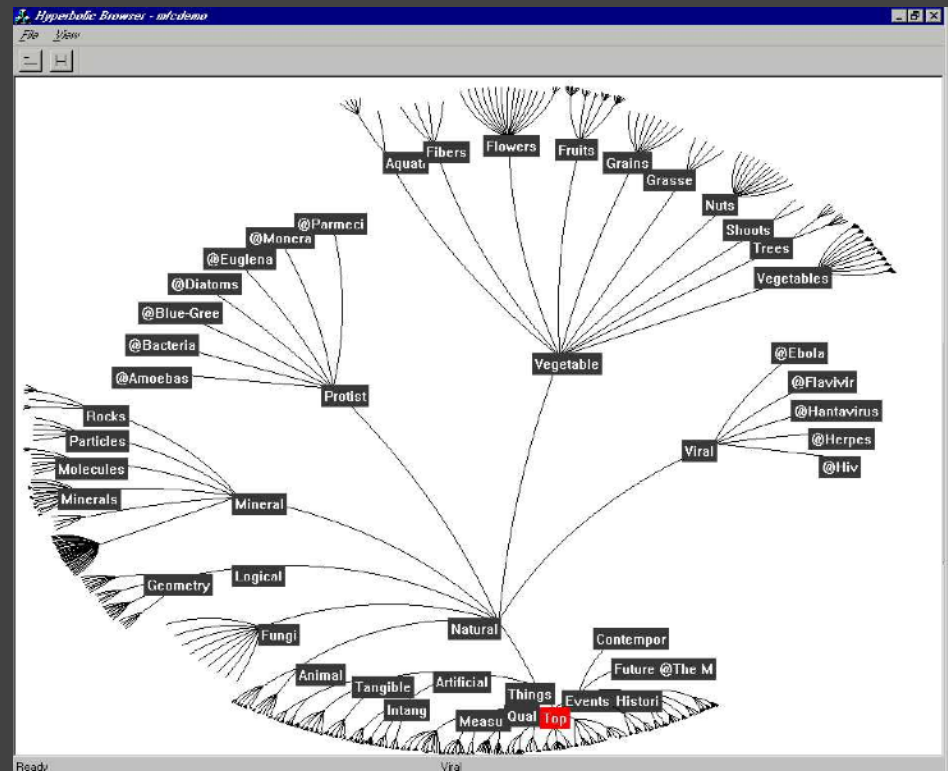 Hyperbolic Browser - mfcdemo
File View
Flowers
Fibers
Fruits
Aquat
Grains
Grasse
Nuts
@Parmeci
Shoots
@Monera
Trees
@Euglena
Vegetables
@Diatoms
@Blue-Gree
@Bacteria
@Ebola
Vegetable
@Amoebas
@Flavivir
Protist
Rocks
@Hantavirus
Particles
@Herpes
Viral
Molecules
@Hiv
Minerals
Mineral
Logical
Geometry
Natural
Fungi
Contempor
Animal
Future @The M
Artificial
Tangible
Things
Events Histori
Intang
Measu Qual Top
Ready Viral